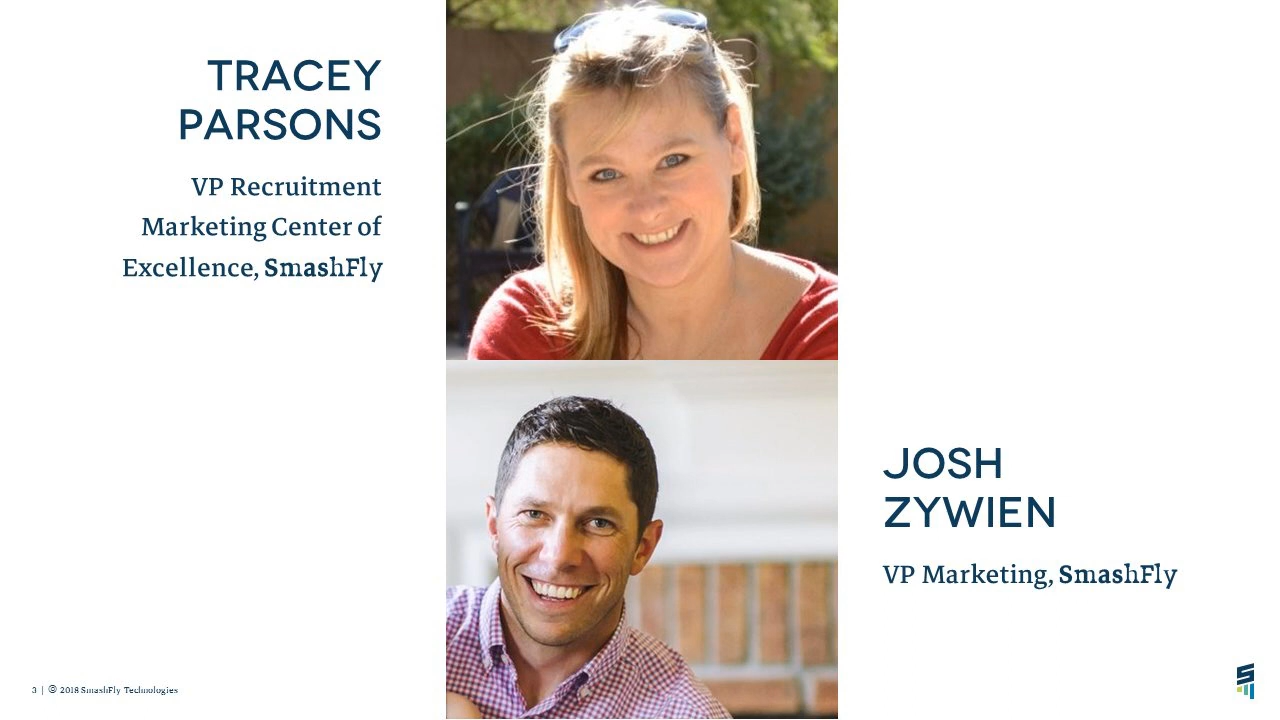 TRACEY
PARSONS
VP Recruitment
Marketing Center of
Excellence, SmashFly
JOSH
ZYWIEN
VP Marketing, SmashFly
3 | © 2018 SmashFly Technologies